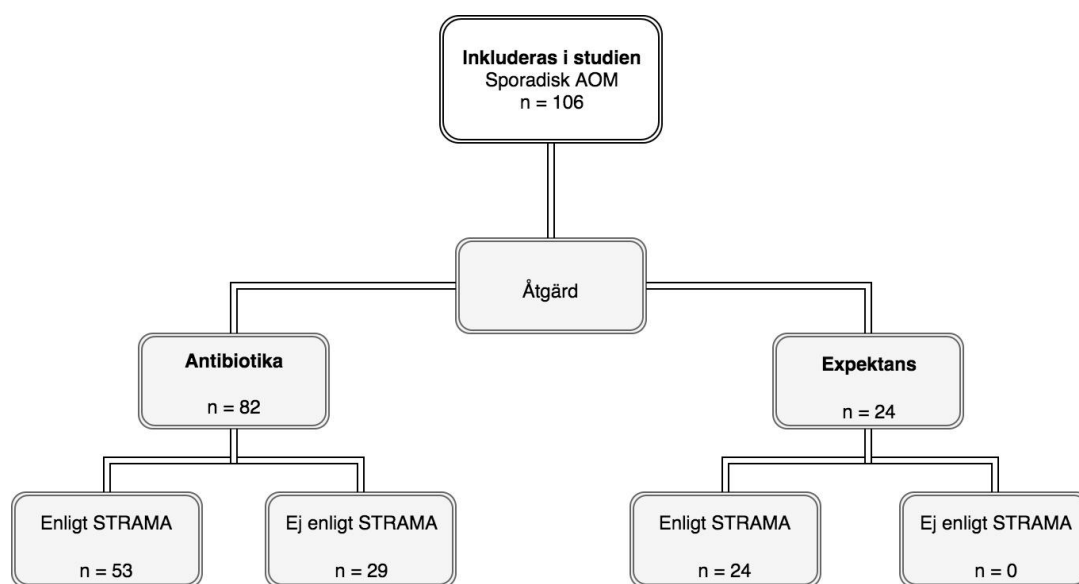 Inkluderas i studien
Sporadisk AOM
n = 106
Åtgärd
Antibiotika
n = 82
Expektans
n = 24
Enligt STRAMA
n = 53
Ej enligt STRAMA
n = 29
Enligt STRAMA
n = 24
Ej enligt STRAMA
n = 0